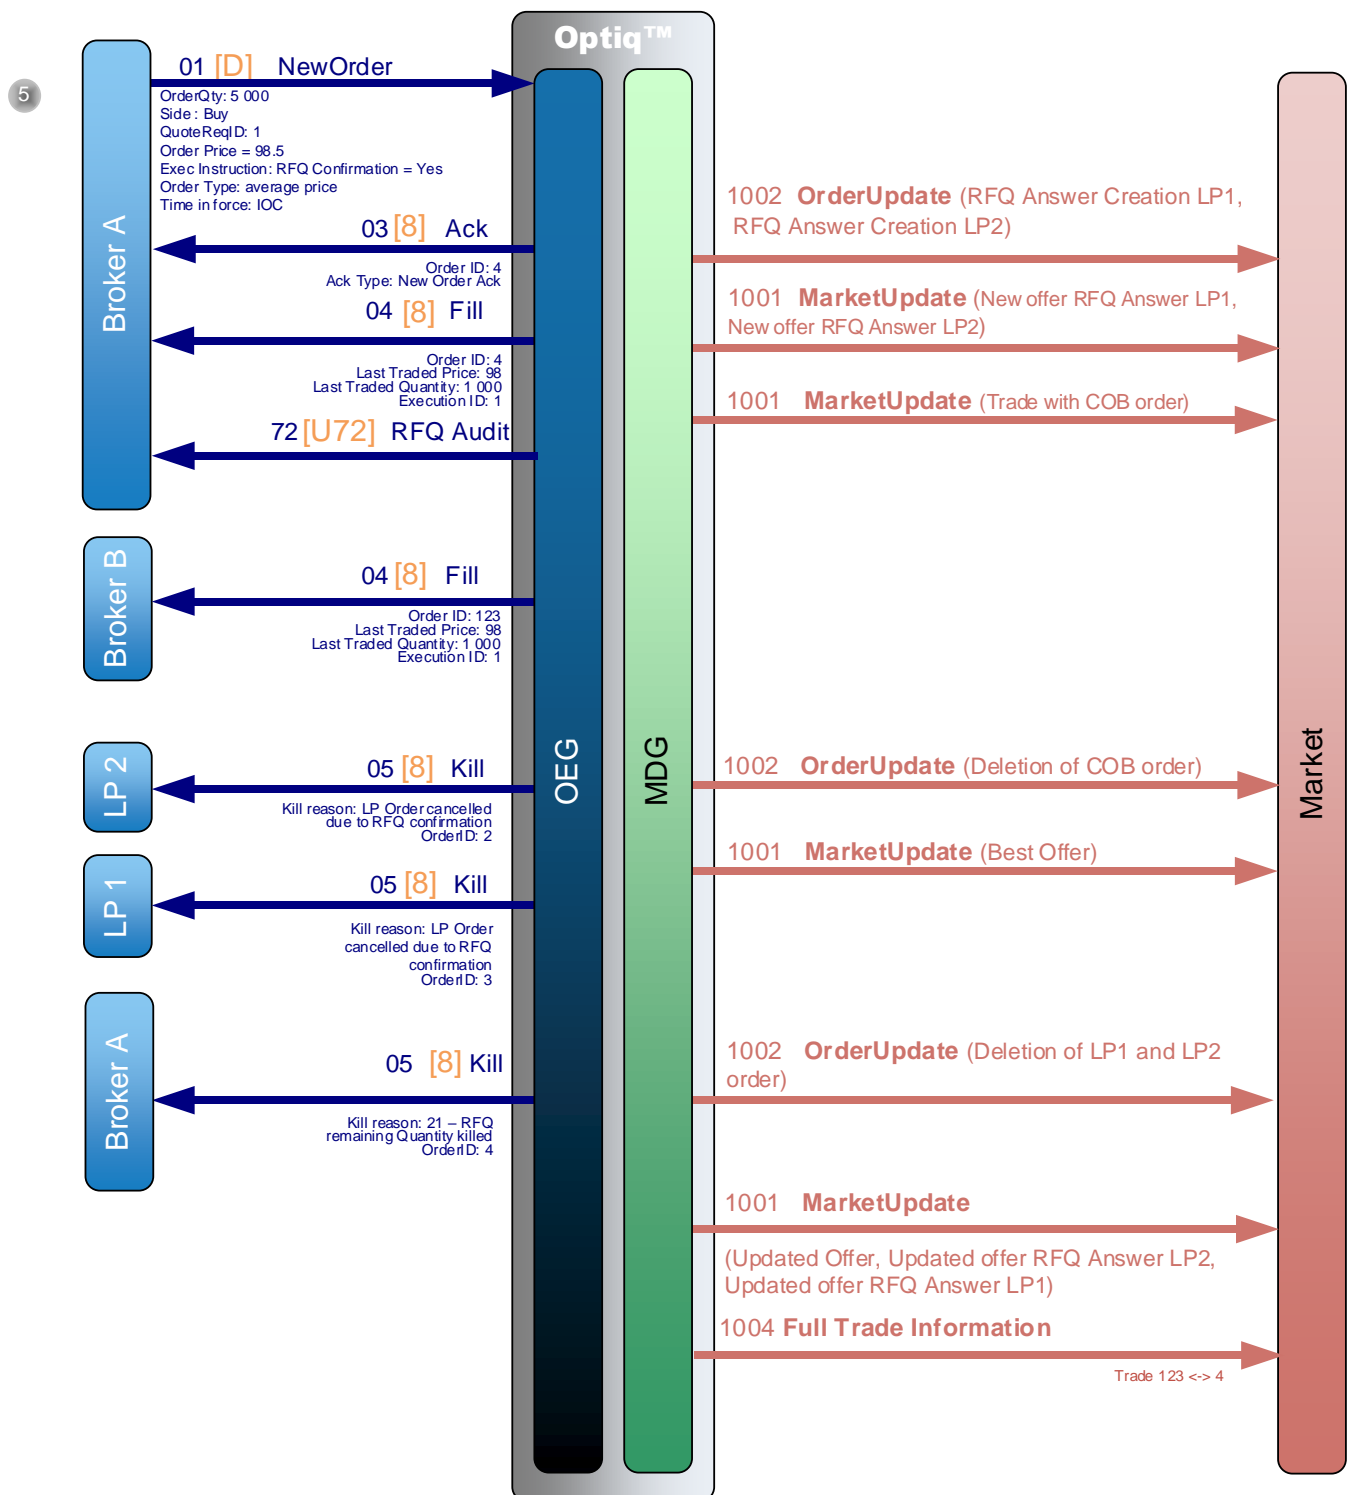 Optiq™
5
Broker A
01 [D] NewOrder
OrderQty: 5 000
Side : Buy
QuoteReqID: 1
Order Price = 98.5
Exec Instruction: RFQ Confirmation = Yes
Order Type: average price
Time in force: IOC
03 [8] Ack
Order ID: 4
Ack Type: New Order Ack
04 [8] Fill
Order ID: 4
Last Traded Price: 98
Last Traded Quantity: 1 000
Execution ID: 1
72 [U72] RFQ Audit
Broker B
04 [8] Fill
Order ID: 123
Last Traded Price: 98
Last Traded Quantity: 1 000
Execution ID: 1
LP 2
05 [8] Kill
Kill reason: LP Order cancelled
due to RFQ confirmation
OrderID: 2
LP 1
05 [8] Kill
Kill reason: LP Order
cancelled due to RFQ
confirmation
OrderID: 3
Broker A
05 [8] Kill
Kill reason: 21 – RFQ
remaining Quantity killed
OrderID: 4
OEG
MDG
1002 OrderUpdate (RFQ Answer Creation LP1,
RFQ Answer Creation LP2)
1001 MarketUpdate (New offer RFQ Answer LP1,
New offer RFQ Answer LP2)
1001 MarketUpdate (Trade with COB order)
1002 OrderUpdate (Deletion of COB order)
1001 MarketUpdate (Best Offer)
1002 OrderUpdate (Deletion of LP1 and LP2
order)
1001 MarketUpdate
(Updated Offer, Updated offer RFQ Answer LP2,
Updated offer RFQ Answer LP1)
1004 Full Trade Information
Trade 123 <-> 4
Market